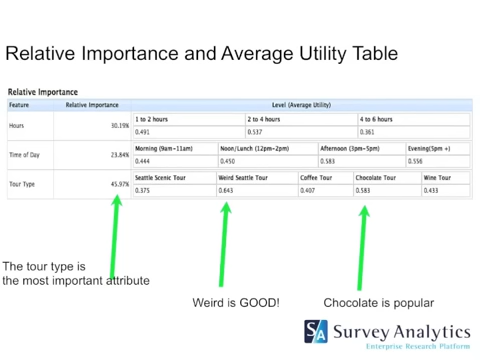 Relative Importance and Average Utility Table
Relative Importance
Feature Relative Importance Level (Average Utility)
Hours 30.19% 1 to 2 hours 2 to 4 hours 4 to 6 hours
0.491 0.537 0.361
Time of Day 23.84% Morning (9am-11am) Noon/Lunch (12pm-2pm) Afternoon (3pm-5pm) Evening(5pm +)
0.444 0.450 0.583 0.556
Tour Type 45.97% Seattle Scenic Tour Weird Seattle Tour Coffee Tour Chocolate Tour Wine Tour
0.375 0.643 0.407 0.583 0.433
The tour type is
the most important attribute
Weird is GOOD!
Chocolate is popular
SA Survey Analytics
Enterprise Research Platform